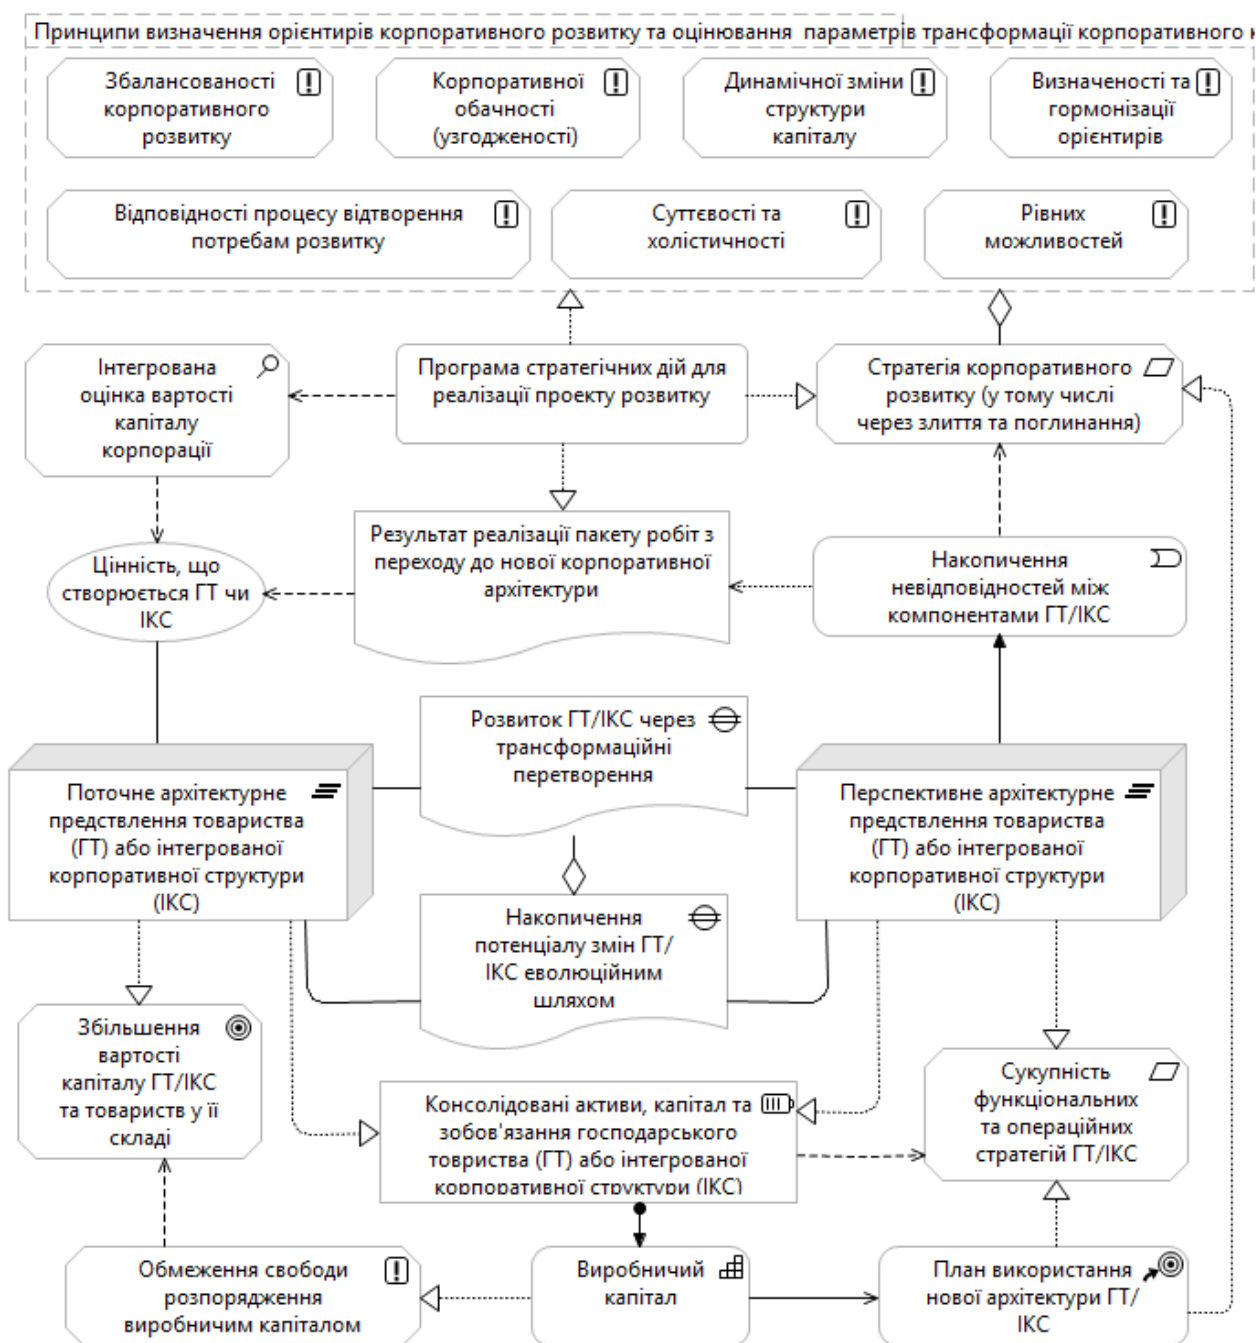 Принципи визначення орієнтирів корпоративного розвитку та оцінювання параметрів трансформації корпоративного к
Збалансованості
корпоративного
розвитку
Корпоративної
обачності
(узгодженості)
Динамічної зміни
структури
капіталу
Визначеності та
гормонізації
орієнтирів
Відповідності процесу відтворення
потребам розвитку
Суттєвості та
холістичності
Рівних
можливостей
Інтегрована
оцінка вартості
капіталу
корпорації
Програма стратегічних дій для
реалізації проекту розвитку
Стратегія корпоративного
розвитку (у тому числі
через злиття та поглинання)
Результат реалізації пакету робіт з
переходу до нової корпоративної
архітектури
Цінність, що
створюється ГТ чи
ІКС
Накопичення
невідповідностей між
компонентами ГТ/ІКС
Розвиток ГТ/ІКС через
трансформаційні
перетворення
Поточне архітектурне
предствлення товариства
(ГТ) або інтегрованої
корпоративної структури
(ІКС)
Перспективне архітектурне
предствлення товариства
(ГТ) або інтегрованої
корпоративної структури
(ІКС)
Накопичення
потенціалу змін ГТ/
ІКС еволюційним
шляхом
Збільшення
вартості
капіталу ГТ/ІКС
та товариств у її
складі
Консолідовані активи, капітал та
зобов'язання господарського
товриства (ГТ) або інтегрованої
корпоративної структури (ІКС)
Сукупність
функціональних
та операційних
стратегій ГТ/ІКС
Обмеження свободи
розпорядження
виробничим капіталом
Виробничий
капітал
План використання
нової архітектури ГТ/
ІКС